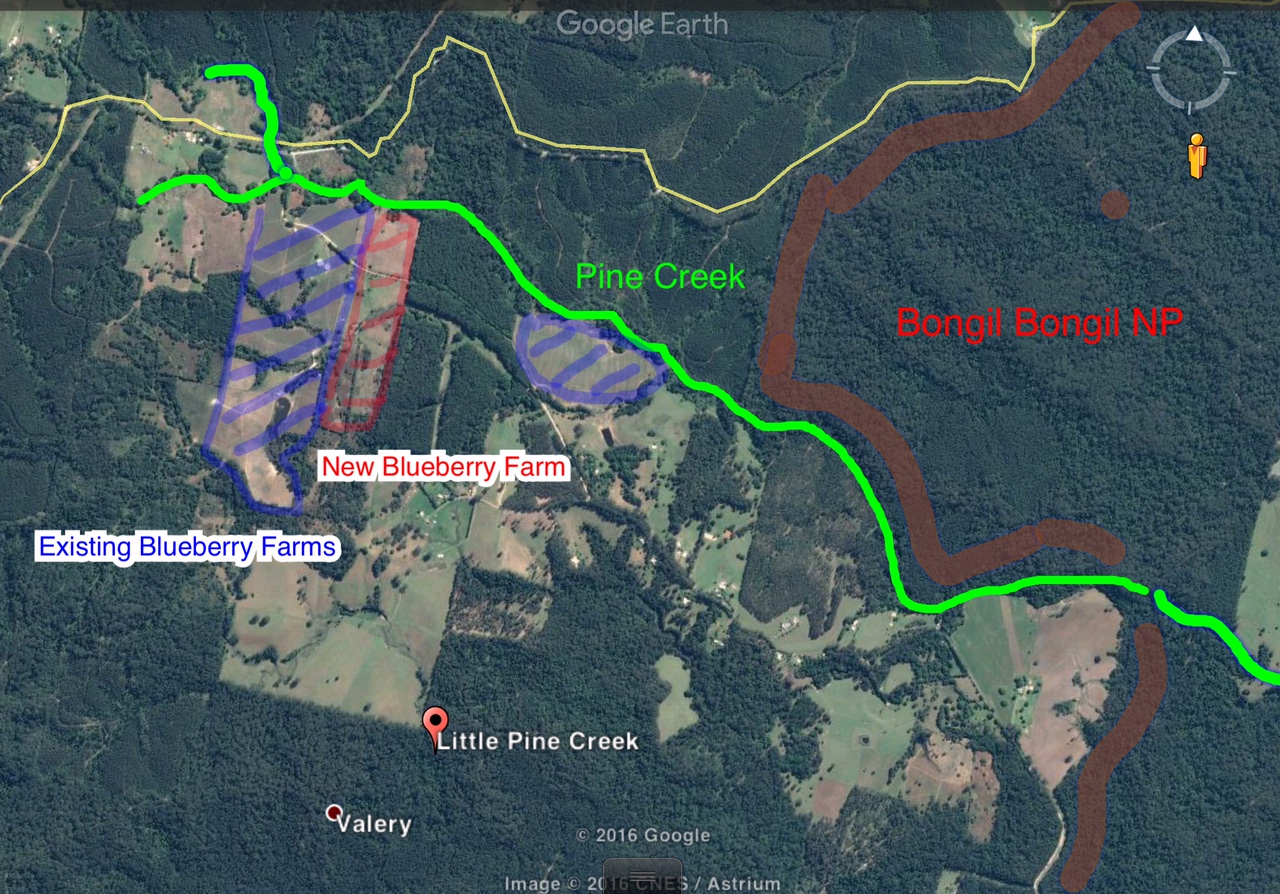 Google Earth
Pine Creek
Bongil Bongil NP
New Blueberry Farm
Existing Blueberry Farms
Little Pine Creek
Valery
© 2016 Google
Image © 2016 CNES / Astrium